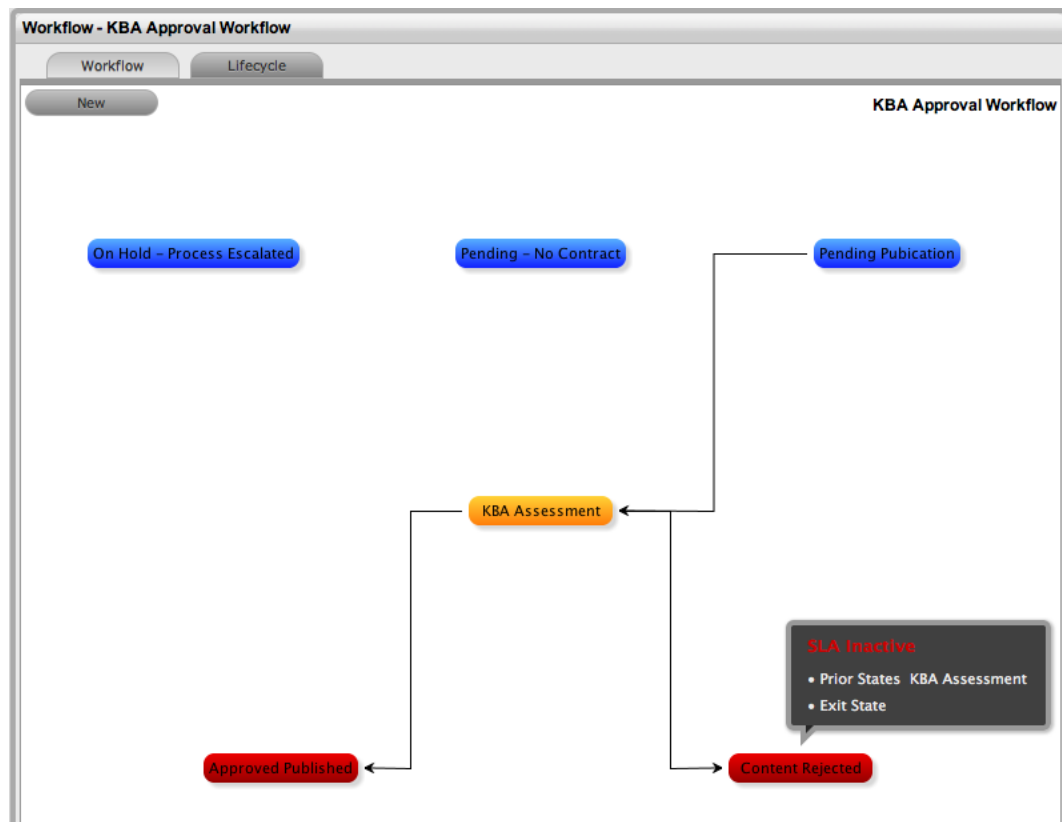 Workflow - KBA Approval Workflow
Workflow
Lifecycle
New
KBA Approval Workflow
On Hold – Process Escalated
Pending – No Contract
Pending Pubication
KBA Assessment
SLA Inactive
• Prior States KBA Assessment
• Exit State
Approved Published
Content Rejected